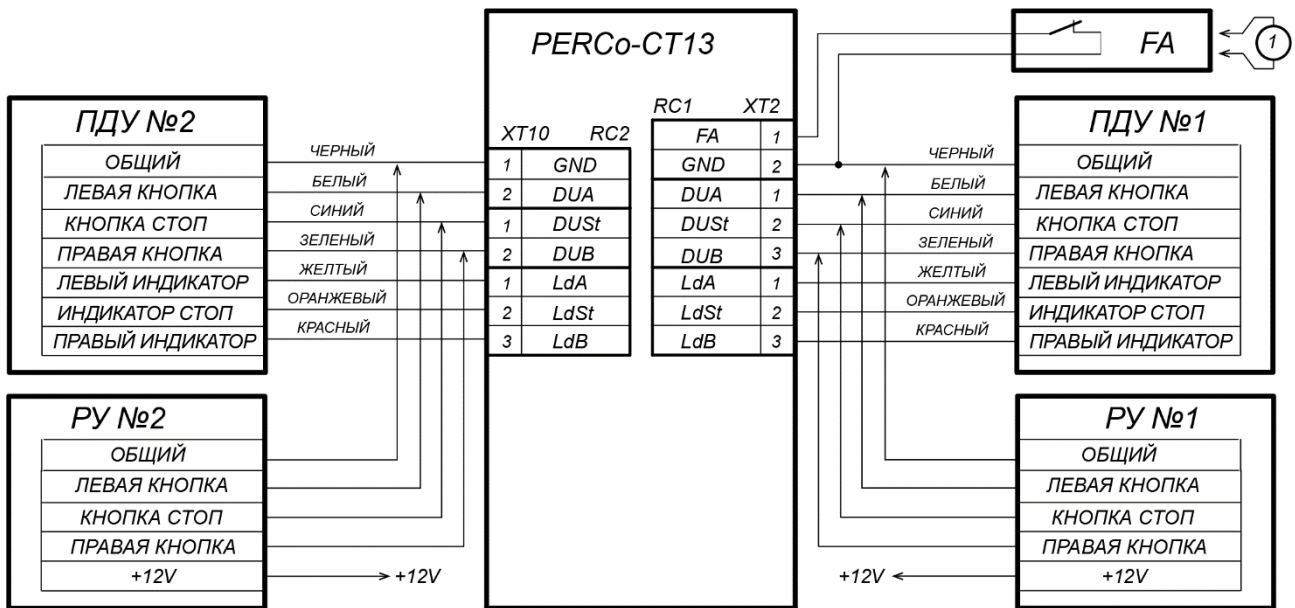 PERCo-CT13
FA
1
RC1 XT2
XT10 RC2
FA 1
1 GND
GND 2
2 DUA
DUA 1
1 DUSt
DUSt 2
2 DUB
DUB 3
1 LdA
LdA 1
2 LdSt
LdSt 2
3 LdB
LdB 3
ПДУ №2
ОБЩИЙ
ЛЕВАЯ КНОПКА
КНОПКА СТОП
ПРАВАЯ КНОПКА
ЛЕВЫЙ ИНДИКАТОР
ИНДИКАТОР СТОП
ПРАВЫЙ ИНДИКАТОР
ЧЕРНЫЙ
БЕЛЫЙ
СИНИЙ
ЗЕЛЕНЫЙ
ЖЕЛТЫЙ
ОРАНЖЕВЫЙ
КРАСНЫЙ
ЧЕРНЫЙ
БЕЛЫЙ
СИНИЙ
ЗЕЛЕНЫЙ
ЖЕЛТЫЙ
ОРАНЖЕВЫЙ
КРАСНЫЙ
ПДУ №1
ОБЩИЙ
ЛЕВАЯ КНОПКА
КНОПКА СТОП
ПРАВАЯ КНОПКА
ЛЕВЫЙ ИНДИКАТОР
ИНДИКАТОР СТОП
ПРАВЫЙ ИНДИКАТОР
РУ №2
ОБЩИЙ
ЛЕВАЯ КНОПКА
КНОПКА СТОП
ПРАВАЯ КНОПКА
+12V
+12V
РУ №1
ОБЩИЙ
ЛЕВАЯ КНОПКА
КНОПКА СТОП
ПРАВАЯ КНОПКА
+12V
+12V